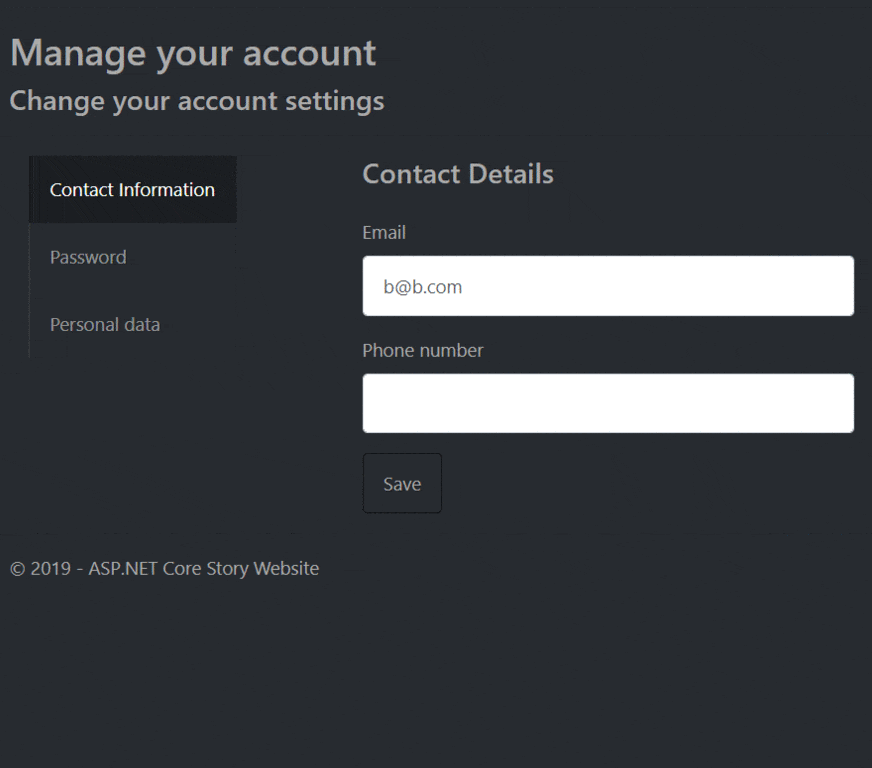 Manage your account
Change your account settings
Contact Information
Password
Personal data
Contact Details
Email
b@b.com
Phone number
Save
© 2019 - ASP.NET Core Story Website